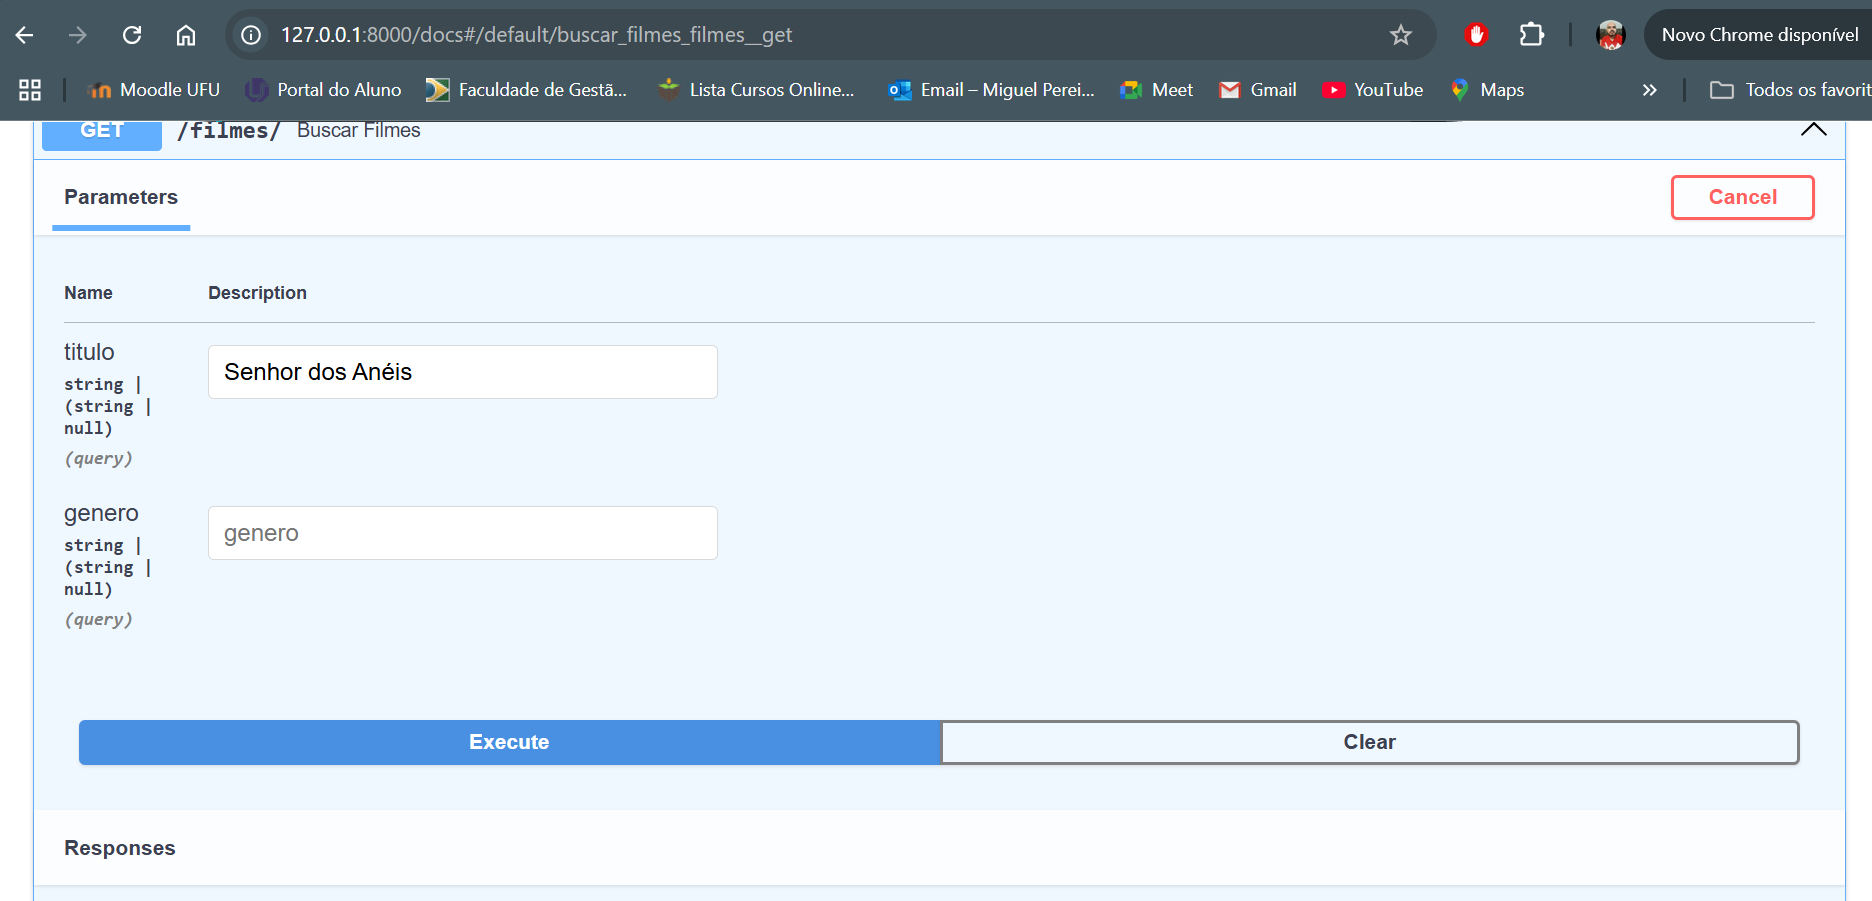 127.0.0.1:8000/docs#/default/buscar_filmes_filmes__get
Novo Chrome disponível
Moodle UFU
Portal do Aluno
Faculdade de Gestã...
Lista Cursos Online...
Email – Miguel Perei...
Meet
Gmail
YouTube
Maps
Todos os favorit
GET /filmes/ Buscar Filmes
Parameters
Cancel
Name Description
titulo
string |
(string |
null)
(query)
Senhor dos Anéis
genero
string |
(string |
null)
(query)
genero
Execute
Clear
Responses